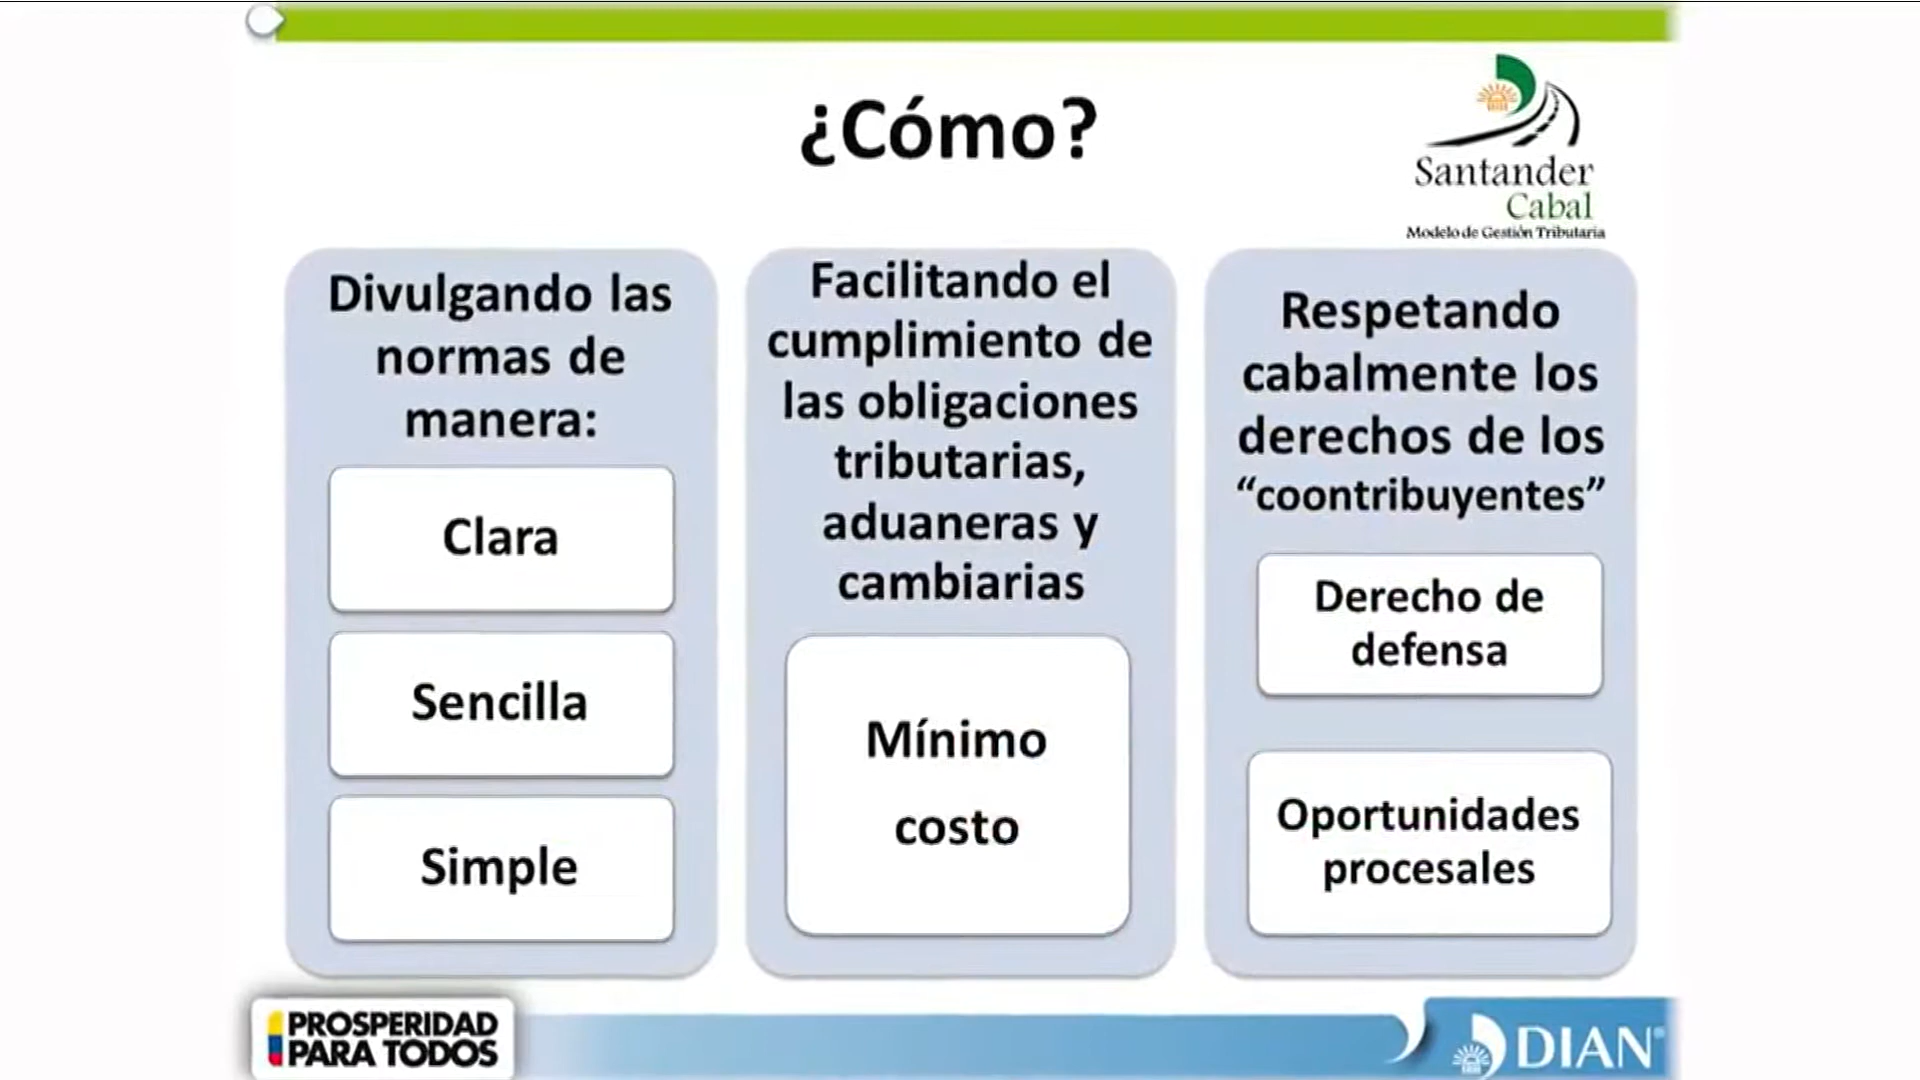 ¿Cómo?
Santander
Cabal
Modelo de Gestión Tributaria
Divulgando las
normas de
manera:
Clara
Sencilla
Simple
Facilitando el
cumplimiento de
las obligaciones
tributarias,
aduaneras y
cambiarias
Mínimo
costo
Respetando
cabalmente los
derechos de los
“coontribuyentes”
Derecho de
defensa
Oportunidades
procesales
PROSPERIDAD
PARA TODOS
DIAN®